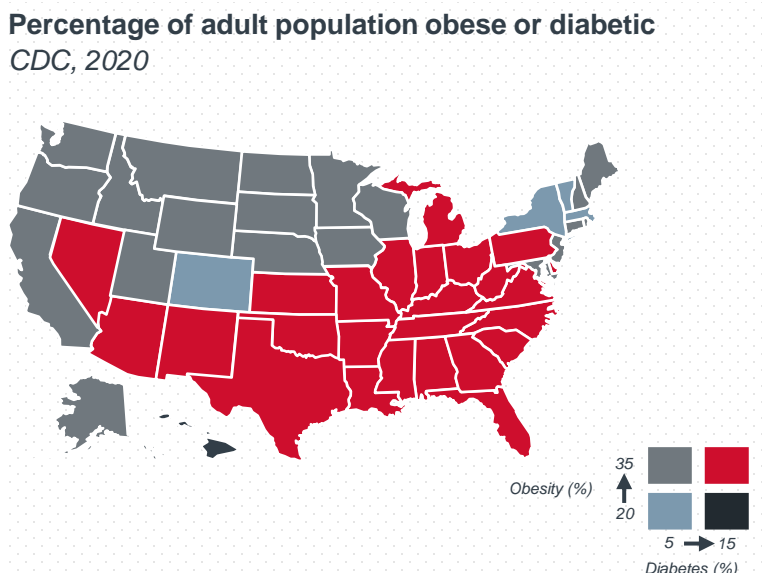 Percentage of adult population obese or diabetic
CDC, 2020
35
Obesity (%)
20
5
15
Diabetes (%)